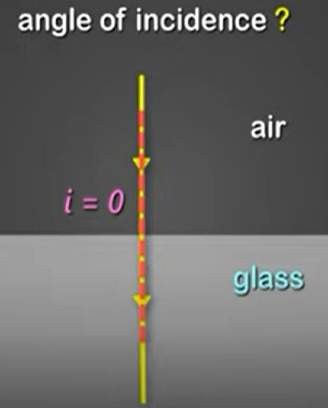 angle of incidence ?
air
i = 0
glass